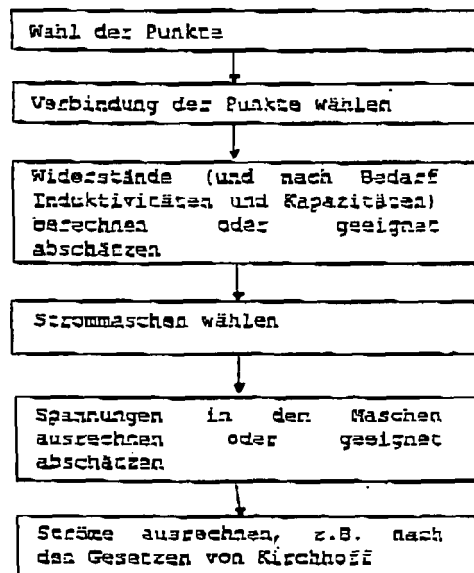 Wahl der Punkte
Verbindung der Punkte wählen
Widerstände (und nach Bedarf
Induktivitäten und Kapazitäten)
berechnen oder geeignet
abschätzen
Strommaschen wählen
Spannungen in den Maschen
ausrechnen oder geeignet
abschätzen
Ströme ausrechnen, z.B. nach
den Gesetzen von Kirchhoff